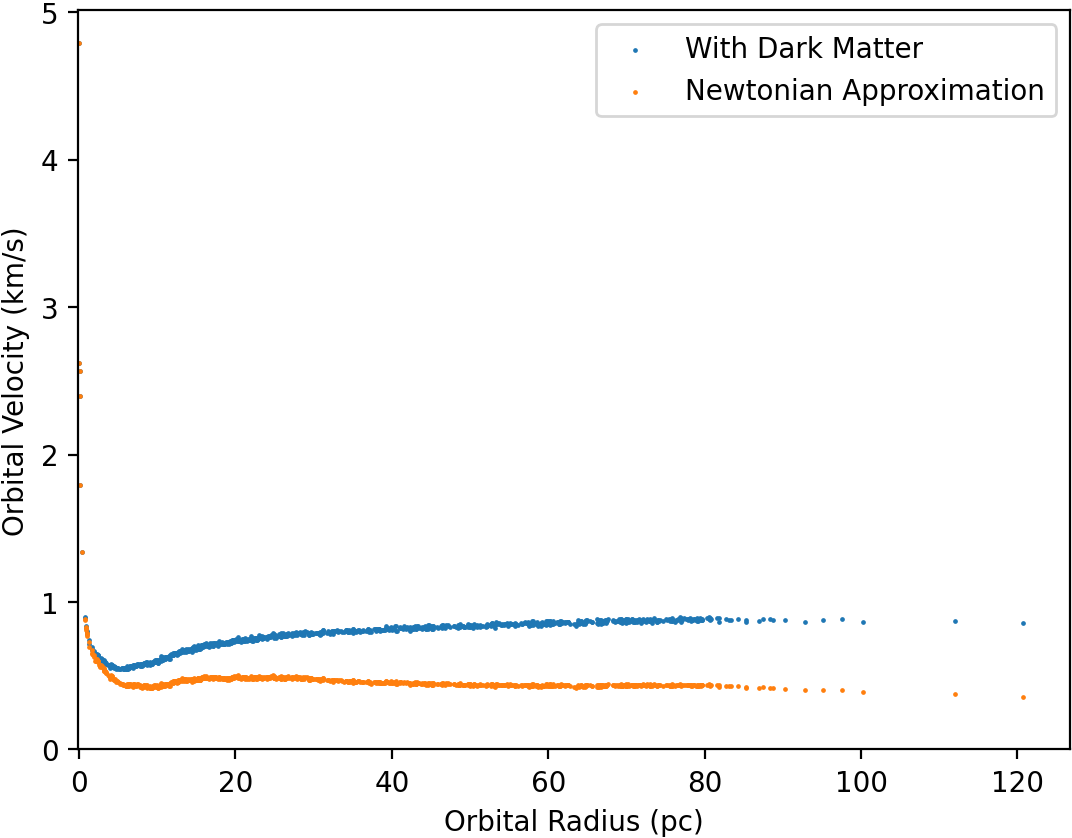 With Dark Matter
Newtonian Approximation
5
4
3
2
1
0
Orbital Velocity (km/s)
0 20 40 60 80 100 120
Orbital Radius (pc)